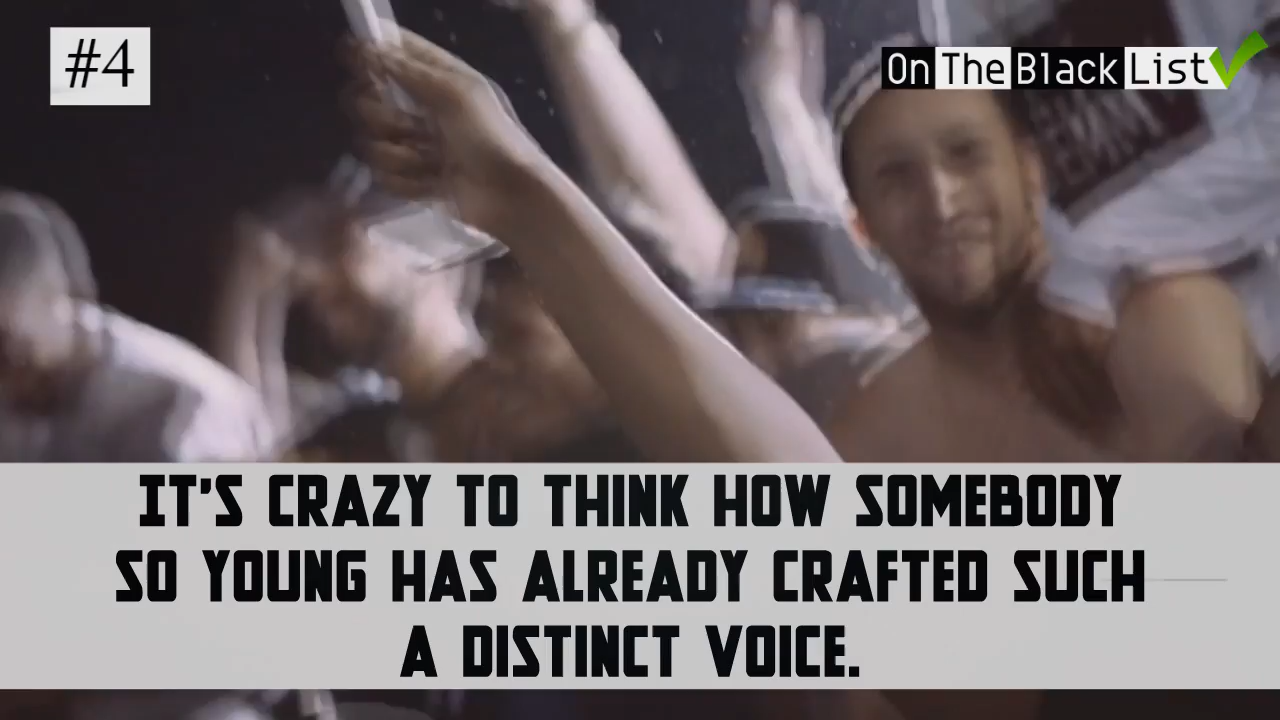 #4
OnTheBlackList
IT'S CRAZY TO THINK HOW SOMEBODY
SO YOUNG HAS ALREADY CRAFTED SUCH
A DISTINCT VOICE.